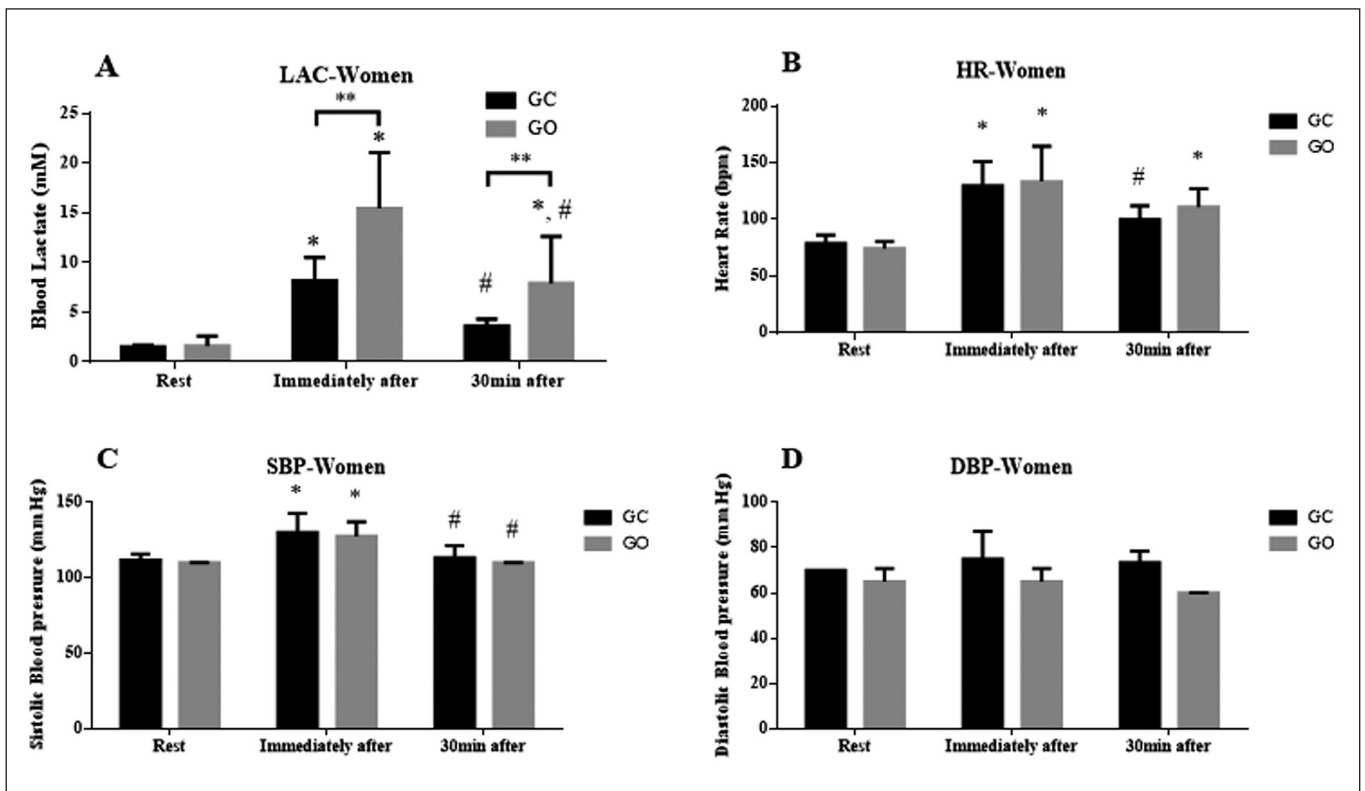 A
LAC-Women
GC
GO
Blood Lactate (mM)
25
20
15
10
5
0
**
*
*
**
#
*, #
Rest
Immediately after
30min after
B
HR-Women
GC
GO
Heart Rate (bpm)
200
150
100
50
0
*
*
#
*
Rest
Immediately after
30min after
C
SBP-Women
GC
GO
Sistolic Blood pressure (mmHg)
150
100
50
0
*
*
#
#
Rest
Immediately after
30min after
D
DBP-Women
GC
GO
Diastolic Blood pressure (mmHg)
100
80
60
40
20
0
Rest
Immediately after
30min after